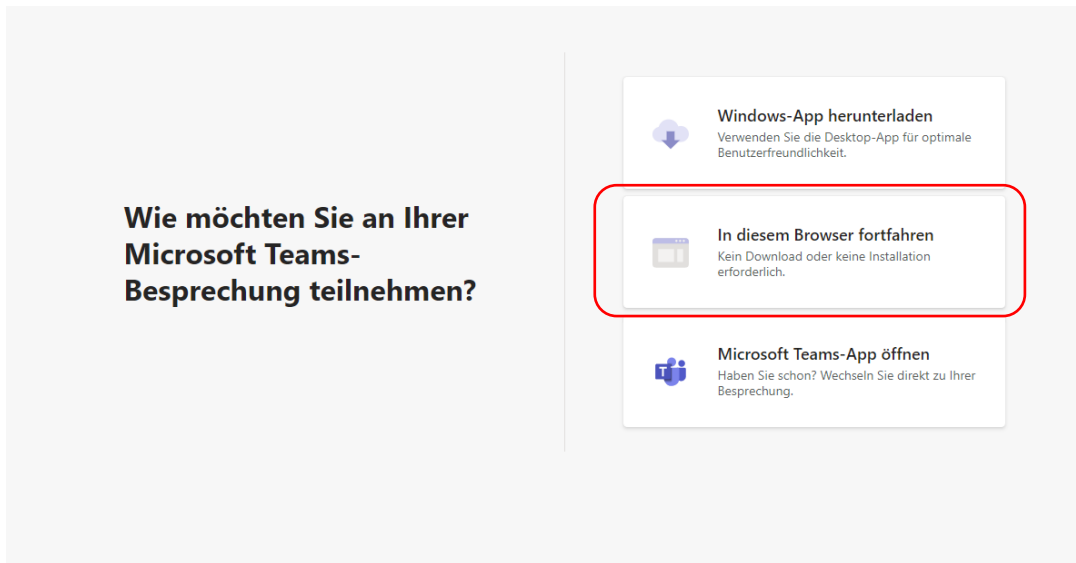 Wie möchten Sie an Ihrer
Microsoft Teams-
Besprechung teilnehmen?
Windows-App herunterladen
Verwenden Sie die Desktop-App für optimale
Benutzerfreundlichkeit.
In diesem Browser fortfahren
Kein Download oder keine Installation
erforderlich.
Microsoft Teams-App öffnen
Haben Sie schon? Wechseln Sie direkt zu Ihrer
Besprechung.